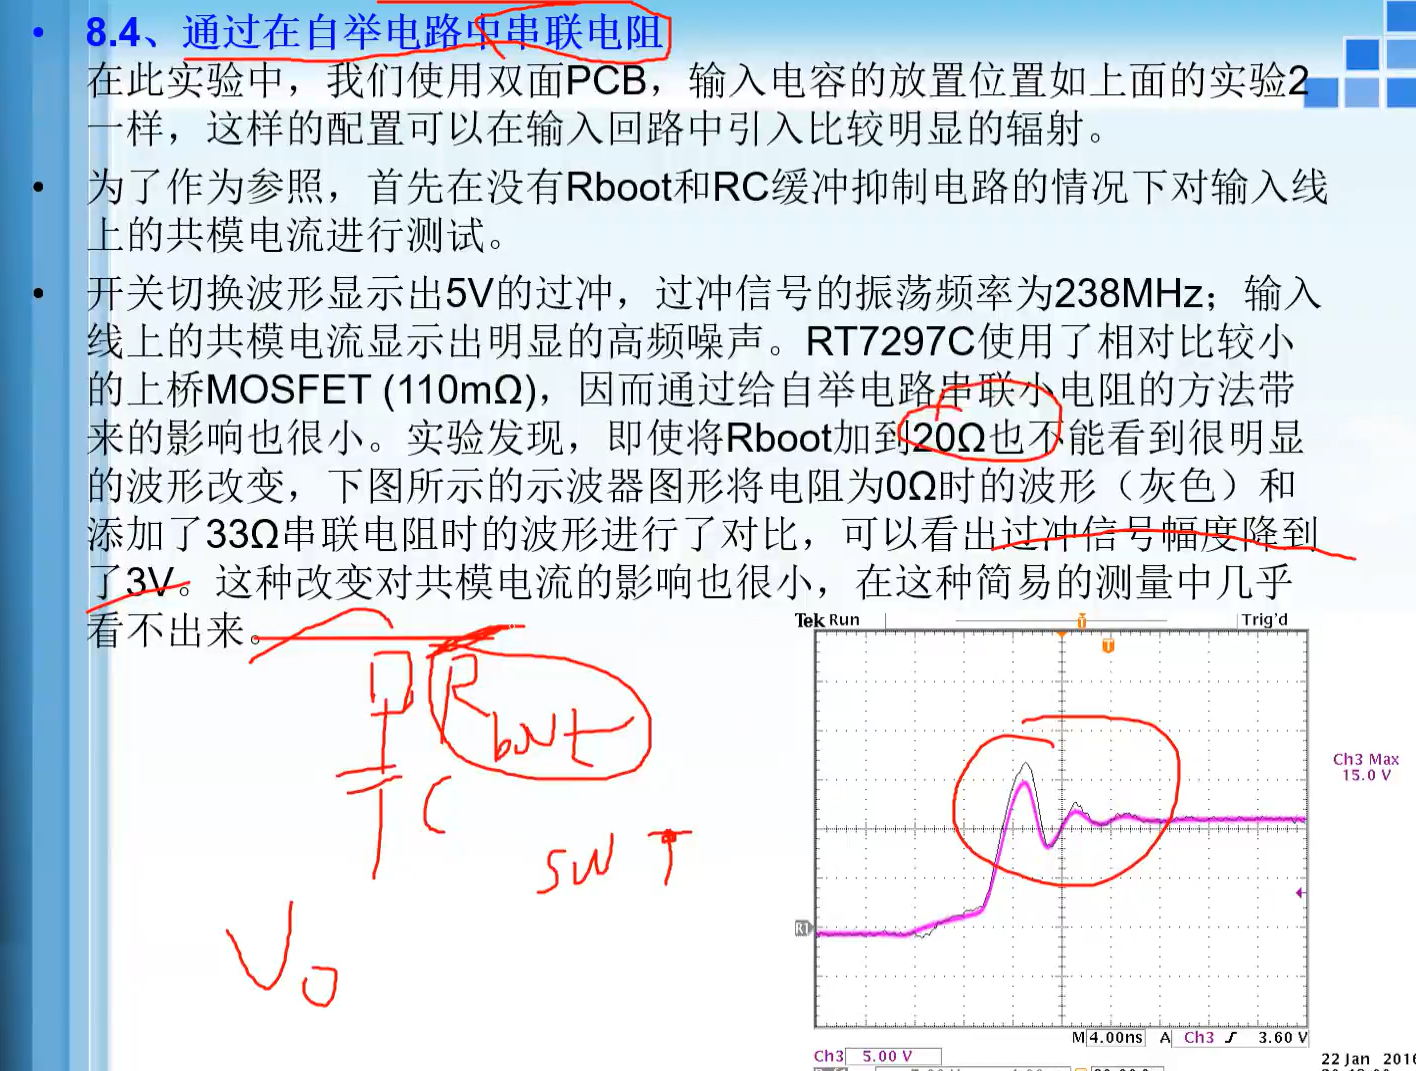 8.4、通过在自举电路中串联电阻
在此实验中，我们使用双面PCB，输入电容的放置位置如上面的实验2
一样，这样的配置可以在输入回路中引入比较明显的辐射。
为了作为参照，首先在没有Rboot和RC缓冲抑制电路的情况下对输入线
上的共模电流进行测试。
开关切换波形显示出5V的过冲，过冲信号的振荡频率为238MHz；输入
线上的共模电流显示出明显的高频噪声。RT7297C使用了相对比较小
的上桥MOSFET (110mΩ)，因而通过给自举电路串联小电阻的方法带
来的影响也很小。实验发现，即使将Rboot加到20Ω也不能看到很明显
的波形改变，下图所示的示波器图形将电阻为0Ω时的波形（灰色）和
添加了33Ω串联电阻时的波形进行了对比，可以看出过冲信号幅度降到
了3V。这种改变对共模电流的影响也很小，在这种简易的测量中几乎
看不出来。
Tek Run Trig'd
Rboot
C
SW
Vo
Ch3 Max
15.0 V
R1
M 4.00ns A Ch3 3.60 V
Ch3 5.00 V
22 Jan 2016